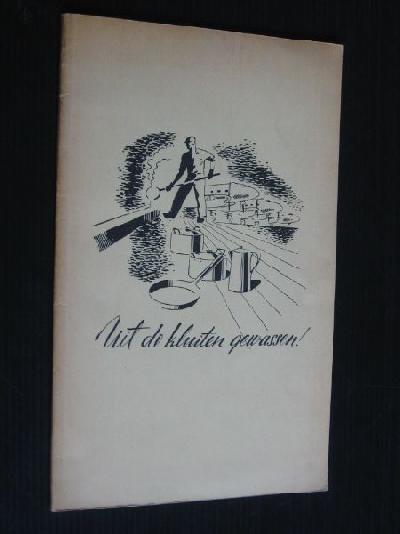 Uit de kluiten gewassen!